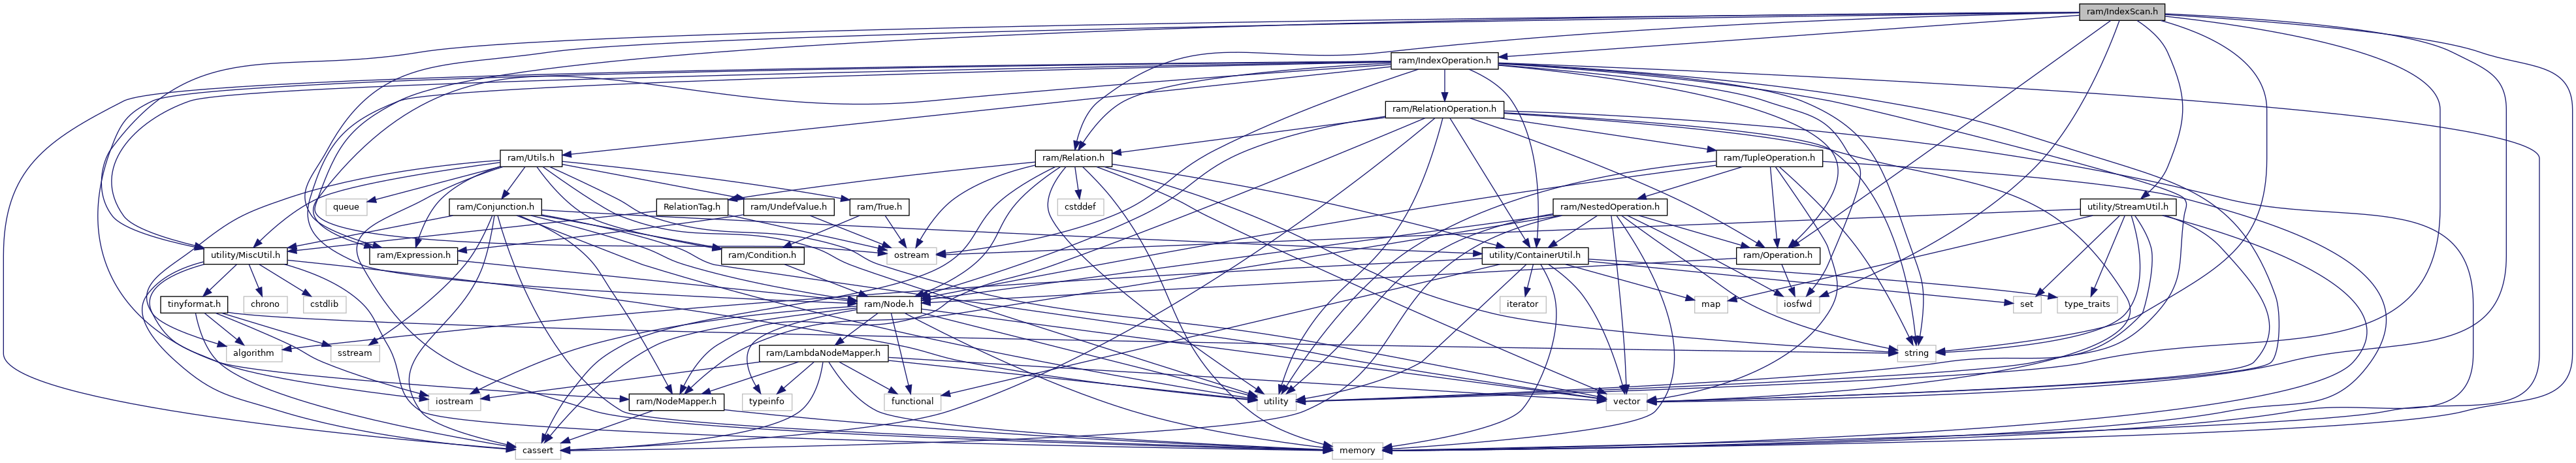 ram/IndexScan.h
ram/IndexOperation.h
ram/RelationOperation.h
ram/Utils.h
ram/Relation.h
ram/TupleOperation.h
queue
ram/Conjunction.h
RelationTag.h
ram/UndefValue.h
ram/True.h
cstddef
ram/NestedOperation.h
utility/StreamUtil.h
utility/MiscUtil.h
ram/Expression.h
ram/Condition.h
ostream
utility/ContainerUtil.h
ram/Operation.h
tinyformat.h
chrono
cstdlib
ram/Node.h
iterator
map
iosfwd
set
type_traits
algorithm
sstream
ram/LambdaNodeMapper.h
string
iostream
ram/NodeMapper.h
typeinfo
functional
utility
vector
cassert
memory